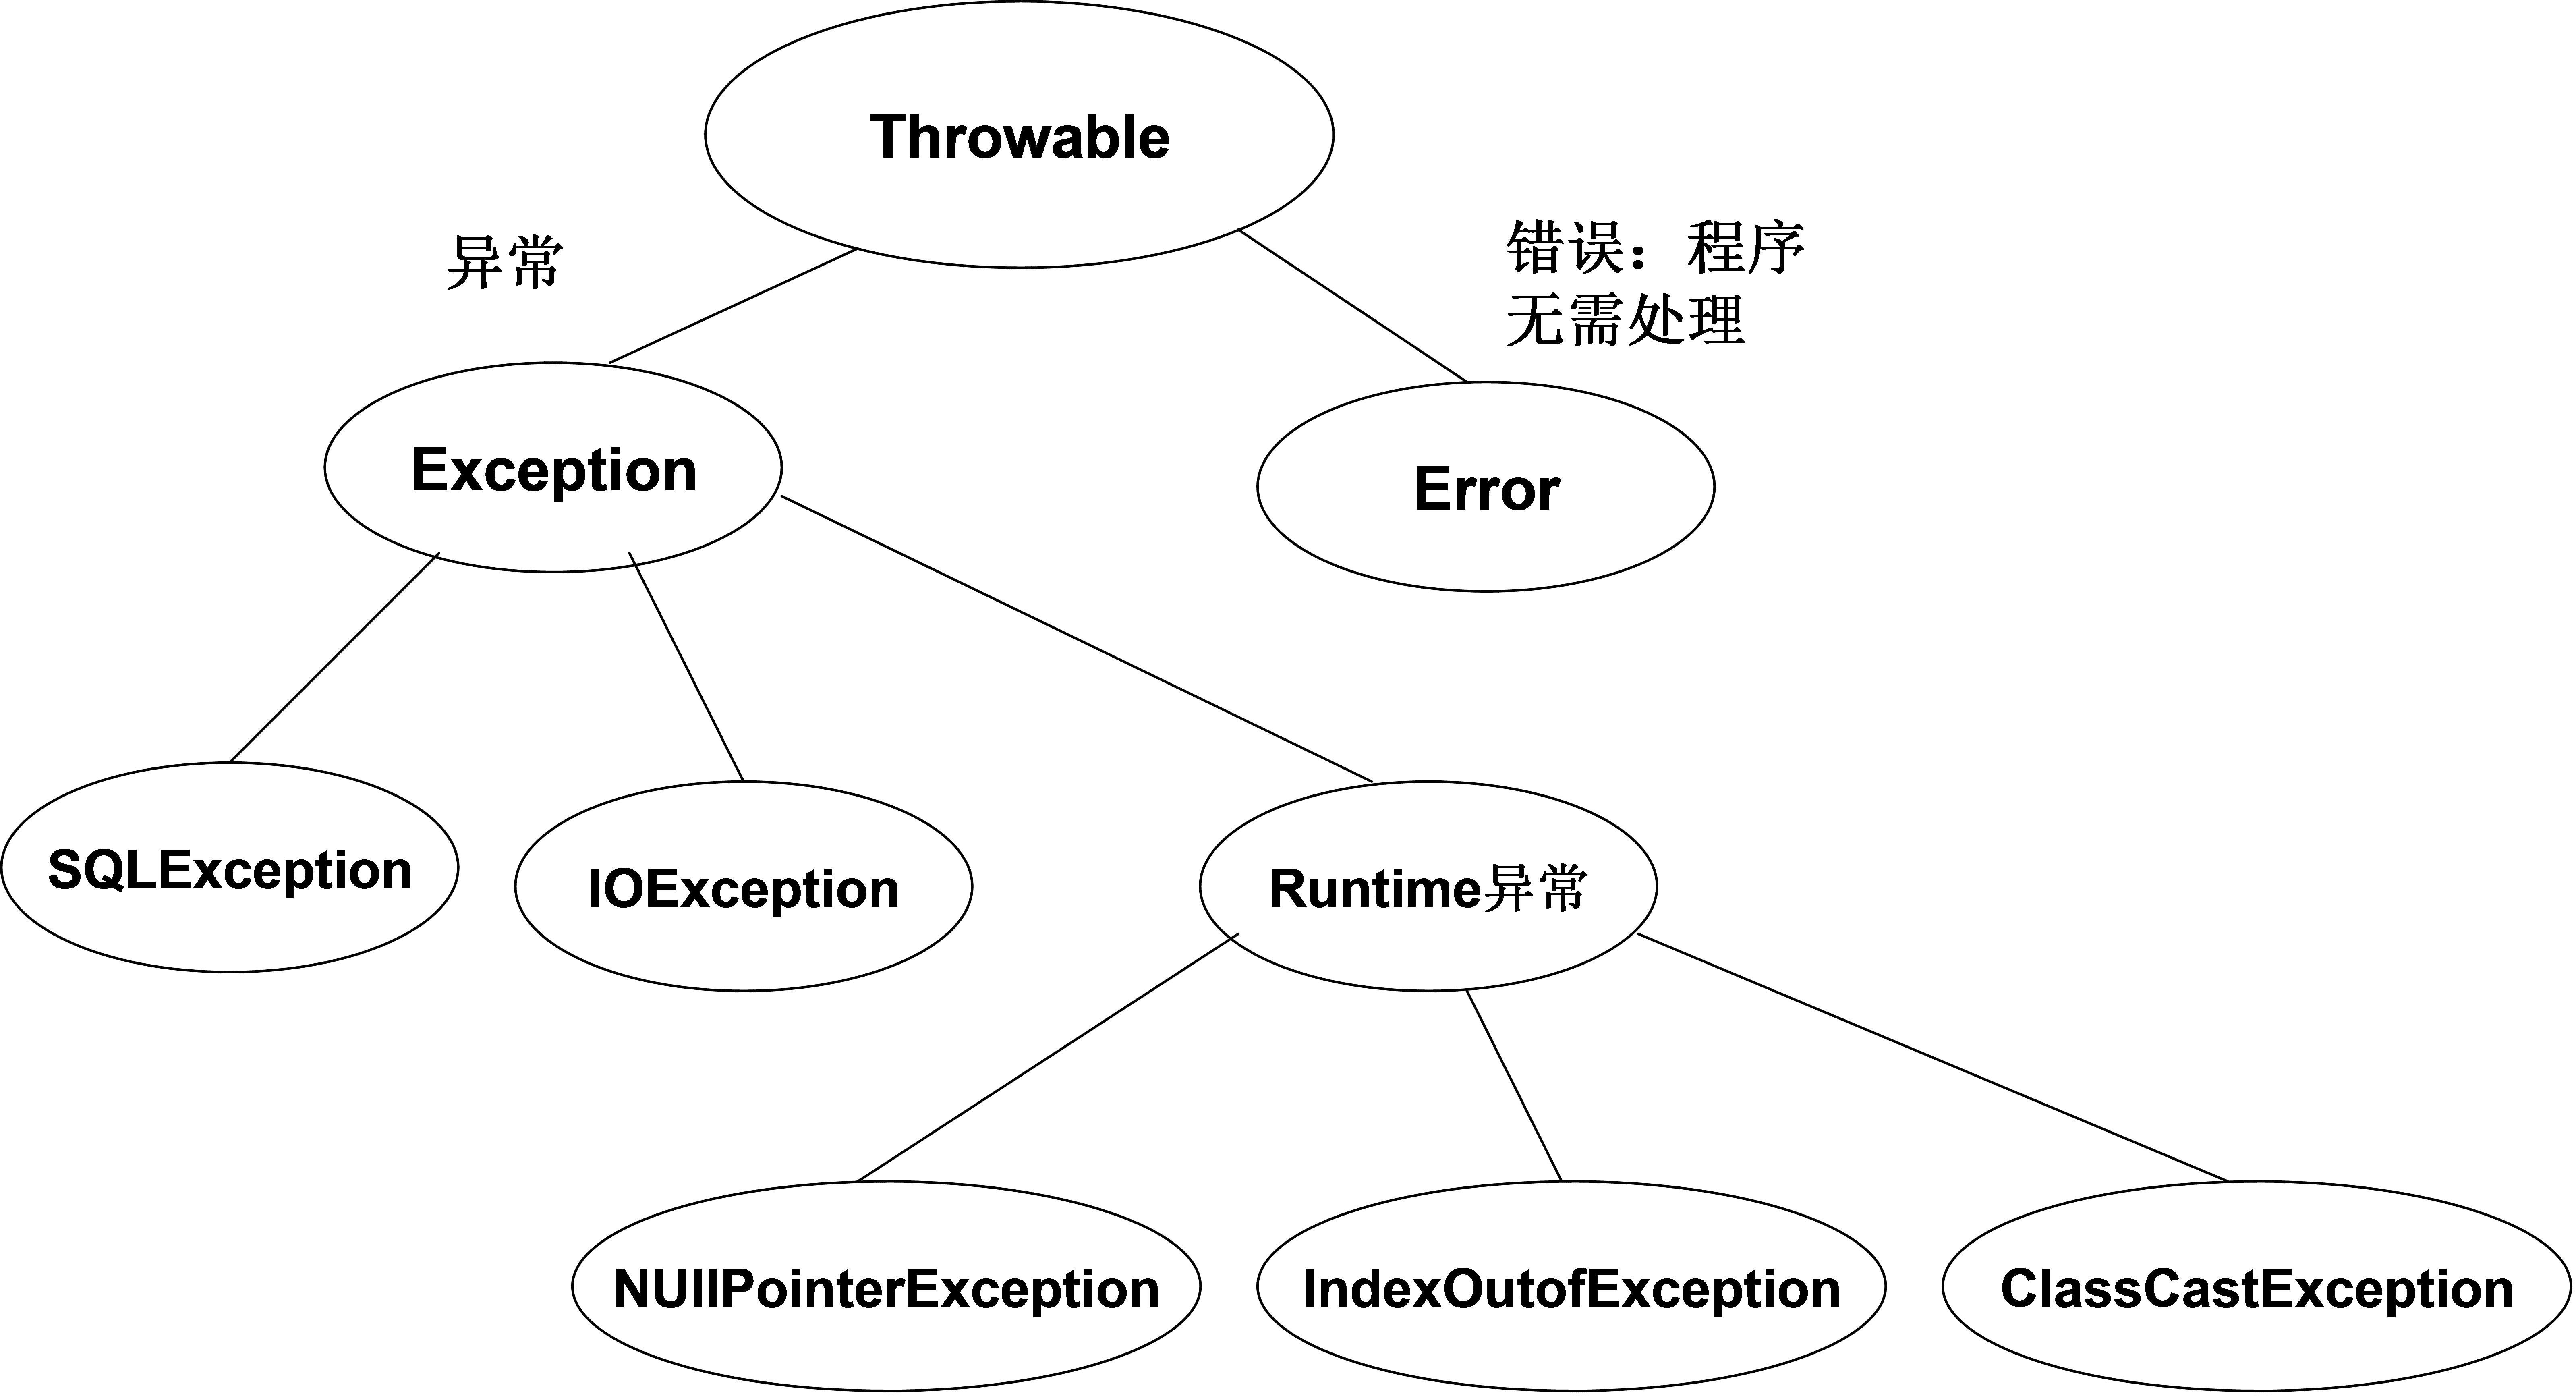 Throwable
异常
错误：程序
无需处理
Exception
Error
SQLException
IOException
Runtime异常
NUllPointerException
IndexOutofException
ClassCastException